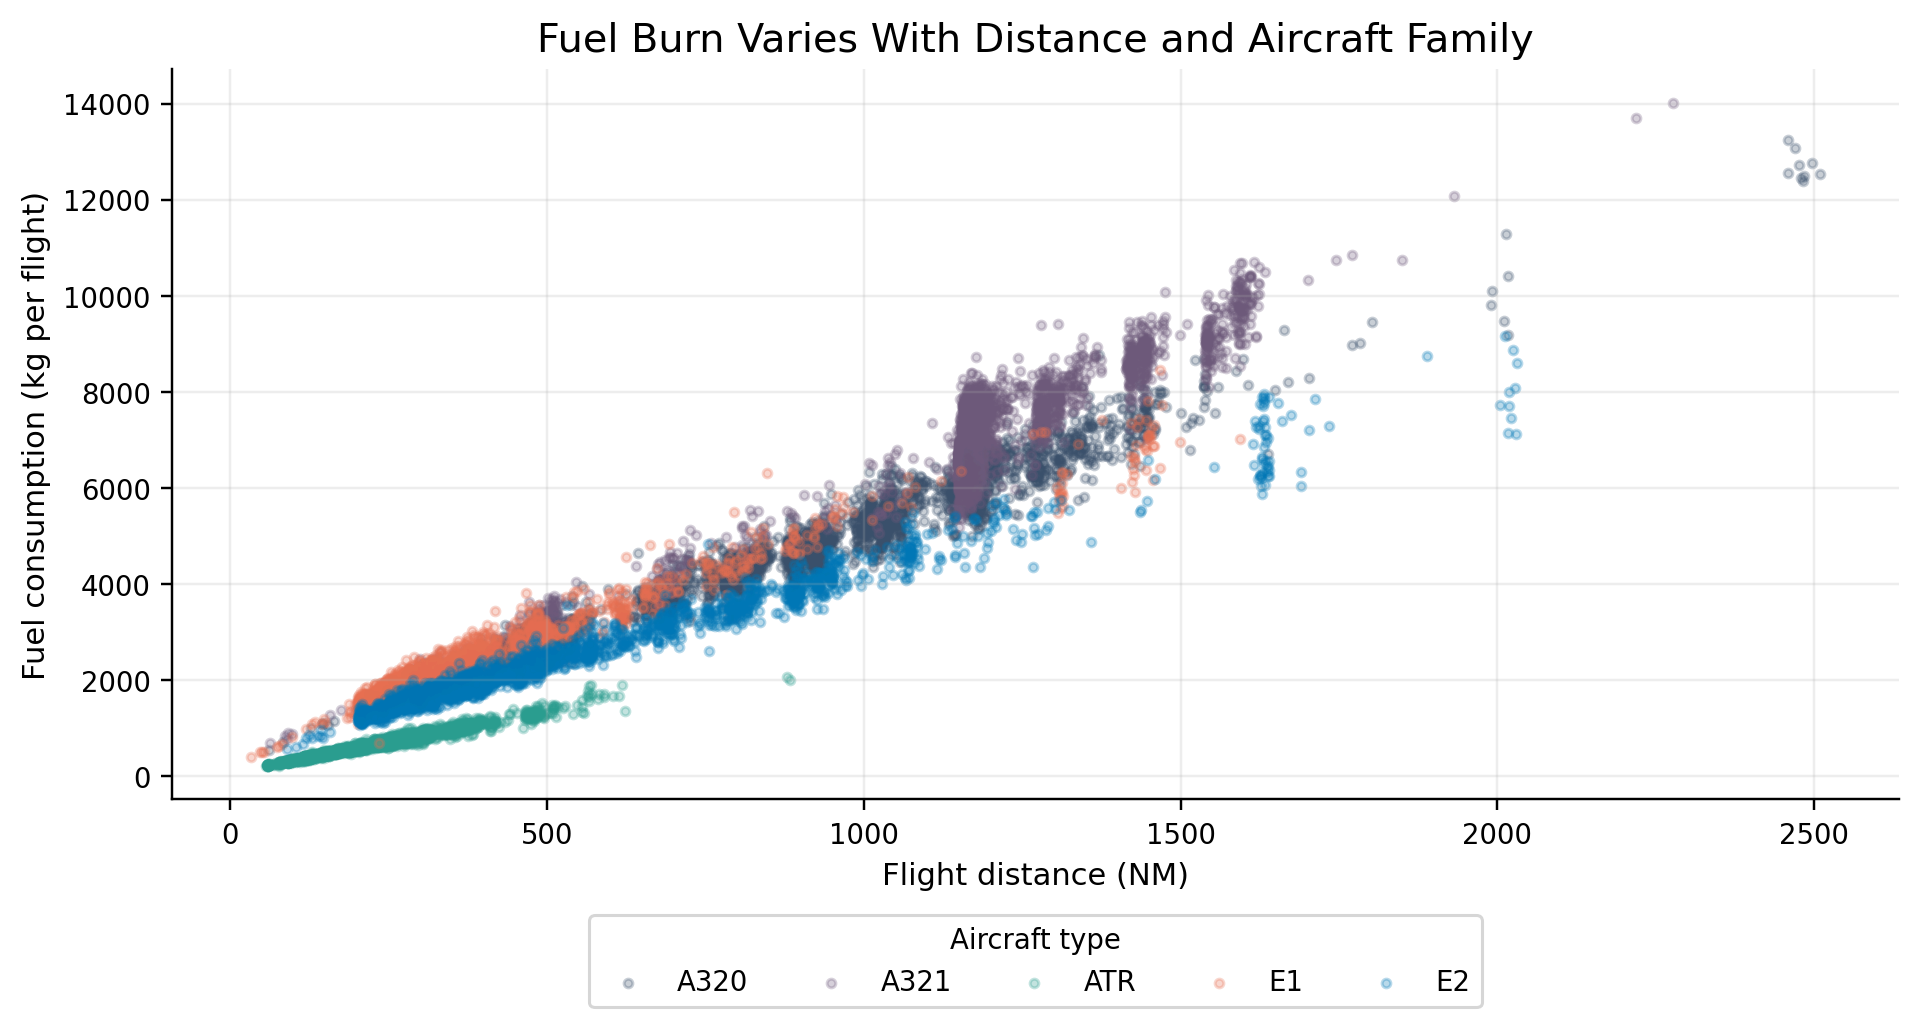 Fuel Burn Varies With Distance and Aircraft Family
Fuel consumption (kg per flight)
14000
12000
10000
8000
6000
4000
2000
0
0 500 1000 1500 2000 2500
Flight distance (NM)
Aircraft type
A320 A321 ATR E1 E2